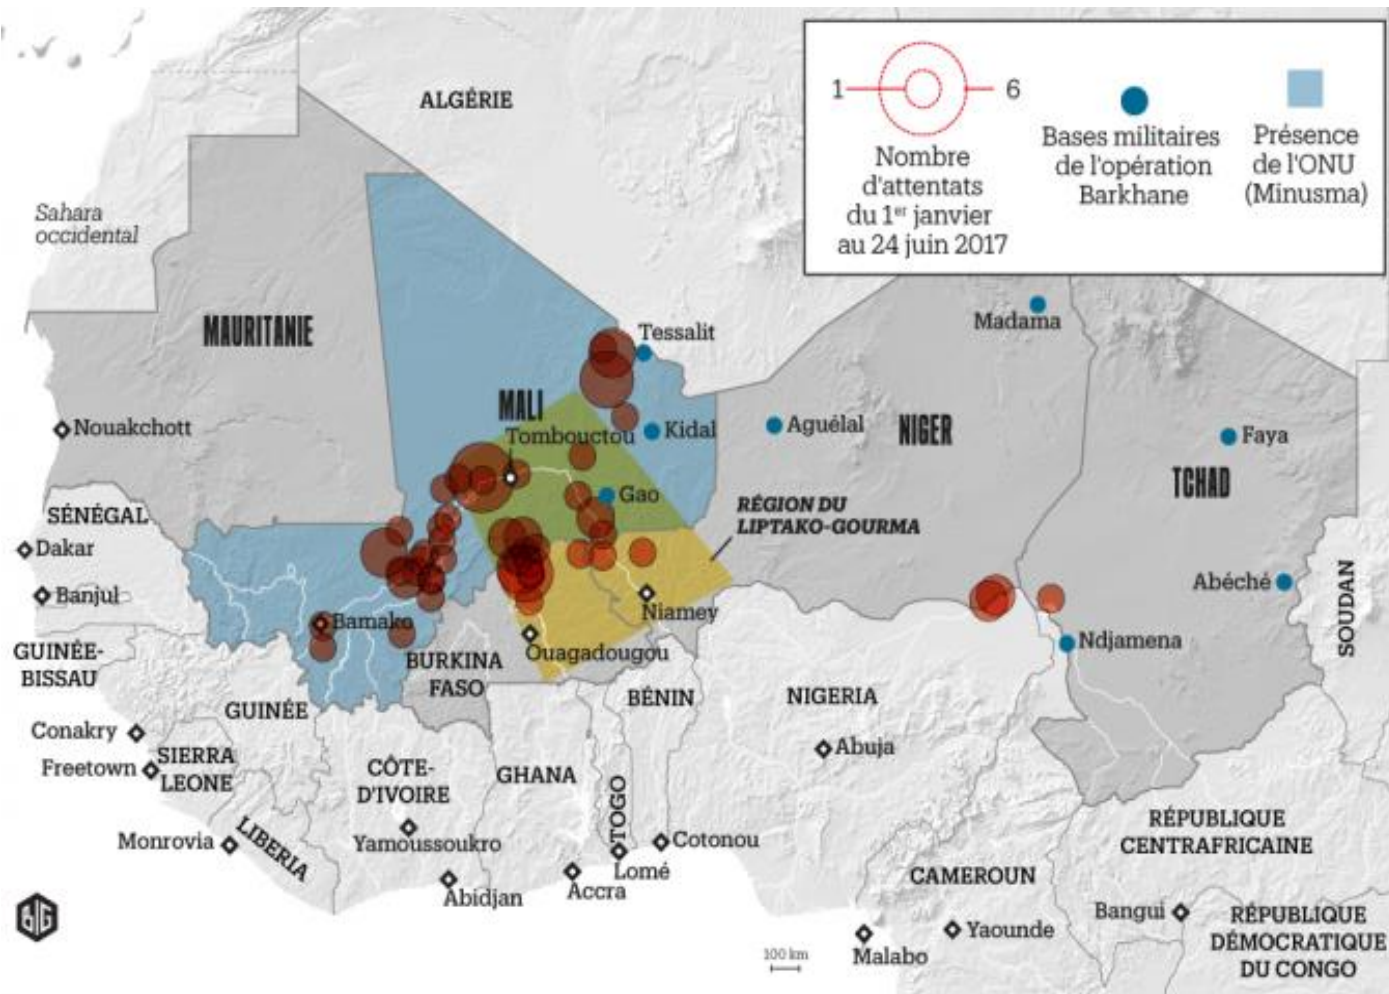 ALGÉRIE
1
6
Nombre
d'attentats
du 1er janvier
au 24 juin 2017
Bases militaires
de l'opération
Barkhane
Présence
de l'ONU
(Minusma)
Sahara
occidental
MAURITANIE
Nouakchott
Tessalit
MALI
Tombouctou
Kidal
Gao
Madama
Aguélal
NIGER
Faya
TCHAD
RÉGION DU
LIPTAKO-GOURMA
SÉNÉGAL
Dakar
Banjul
GUINÉE-
BISSAU
Bamako
BURKINA
FASO
Ouagadougou
Niamey
Abéché
SOUDAN
Ndjamena
GUINÉE
Conakry
Freetown
SIERRA
LEONE
Monrovia
LIBERIA
CÔTE-
D'IVOIRE
Yamoussoukro
Abidjan
GHANA
Accra
TOGO
Lomé
BÉNIN
Cotonou
NIGERIA
Abuja
CAMEROUN
Yaounde
Malabo
RÉPUBLIQUE
CENTRAFRICAINE
Bangui
RÉPUBLIQUE
DÉMOCRATIQUE
DU CONGO
100 km
BIG